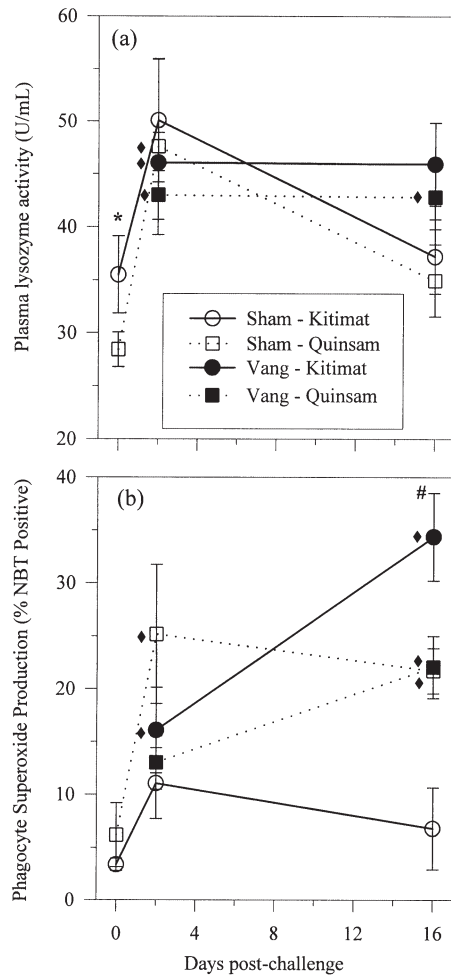 60
(a)
50
*
40
30
20
Plasma lysozyme activity (U/mL)
Sham - Kitimat
Sham - Quinsam
Vang - Kitimat
Vang - Quinsam
40
(b)
#
30
20
10
0
Phagocyte Superoxide Production (% NBT Positive)
0 4 8 12 16
Days post-challenge